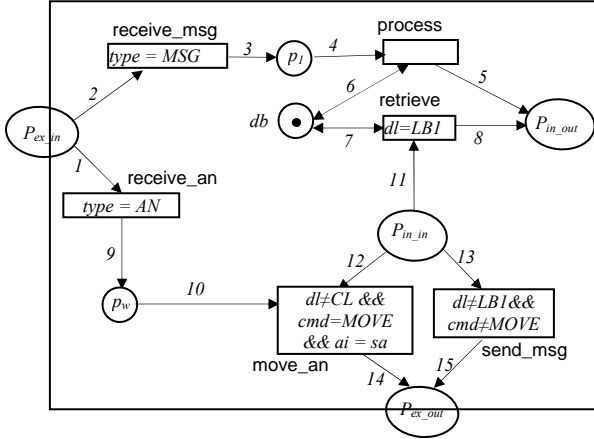 receive_msg
type = MSG
3
p1
4
process
2
6
5
db
retrieve
dl=LB1
7
8
Pex_in
Pin_out
1
receive_an
type = AN
11
9
Pin_in
12
13
pw
10
dl≠CL &&
cmd=MOVE
&& ai = sa
move_an
dl≠LB1&&
cmd≠MOVE
send_msg
14
15
Pex_out